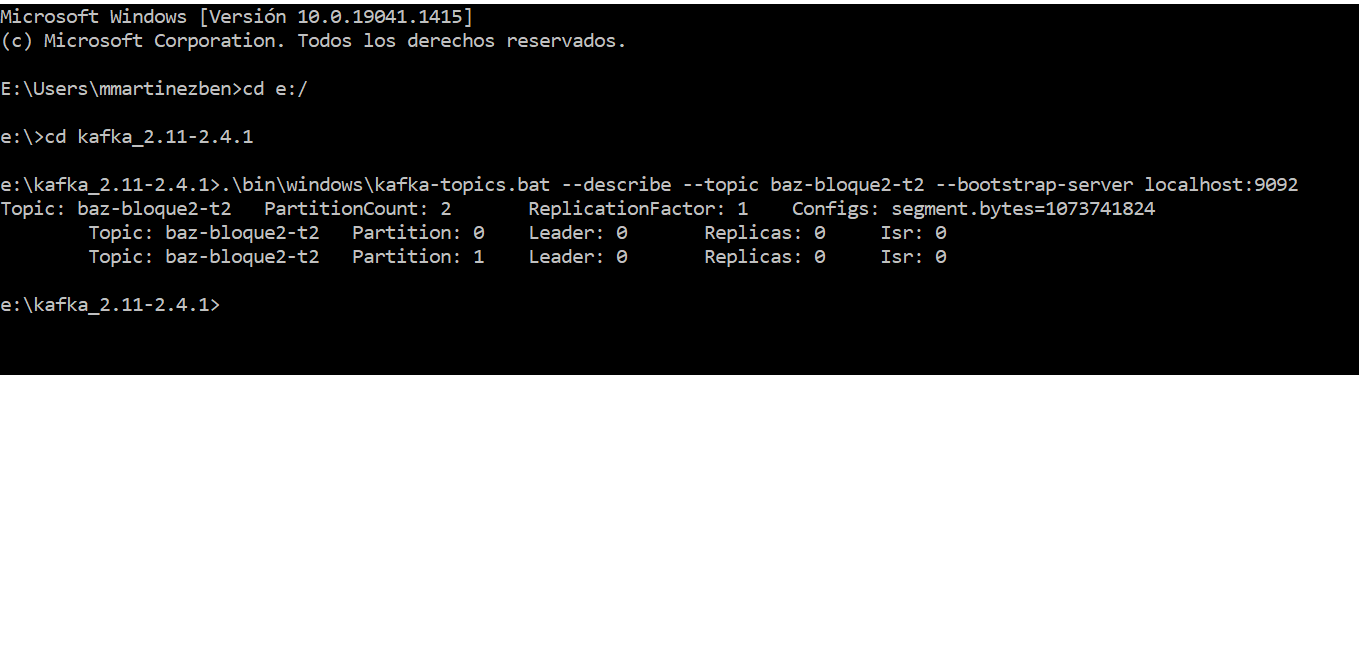 Microsoft Windows [Versión 10.0.19041.1415]
(c) Microsoft Corporation. Todos los derechos reservados.
E:\Users\mmartinezben>cd e:/
e:\>cd kafka_2.11-2.4.1
e:\kafka_2.11-2.4.1>.\bin\windows\kafka-topics.bat --describe --topic baz-bloque2-t2 --bootstrap-server localhost:9092
Topic: baz-bloque2-t2   PartitionCount: 2       ReplicationFactor: 1    Configs: segment.bytes=1073741824
        Topic: baz-bloque2-t2   Partition: 0    Leader: 0       Replicas: 0     Isr: 0
        Topic: baz-bloque2-t2   Partition: 1    Leader: 0       Replicas: 0     Isr: 0
e:\kafka_2.11-2.4.1>